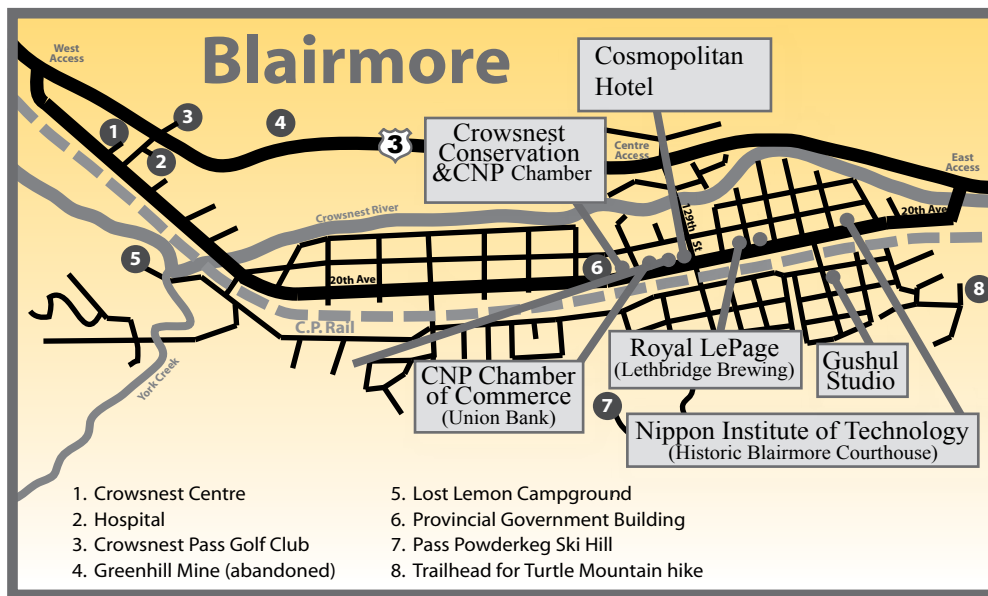 Blairmore
West
Access
Cosmopolitan
Hotel
3
4
1
2
3
Crowsnest
Conservation
&CNP Chamber
Centre
Access
East
Access
Crowsnest River
129th St
20th Ave
5
6
20th Ave
8
C.P. Rail
York Creek
CNP Chamber
of Commerce
(Union Bank)
Royal LePage
(Lethbridge Brewing)
Gushul
Studio
7
Nippon Institute of Technology
(Historic Blairmore Courthouse)
1. Crowsnest Centre
2. Hospital
3. Crowsnest Pass Golf Club
4. Greenhill Mine (abandoned)
5. Lost Lemon Campground
6. Provincial Government Building
7. Pass Powderkeg Ski Hill
8. Trailhead for Turtle Mountain hike